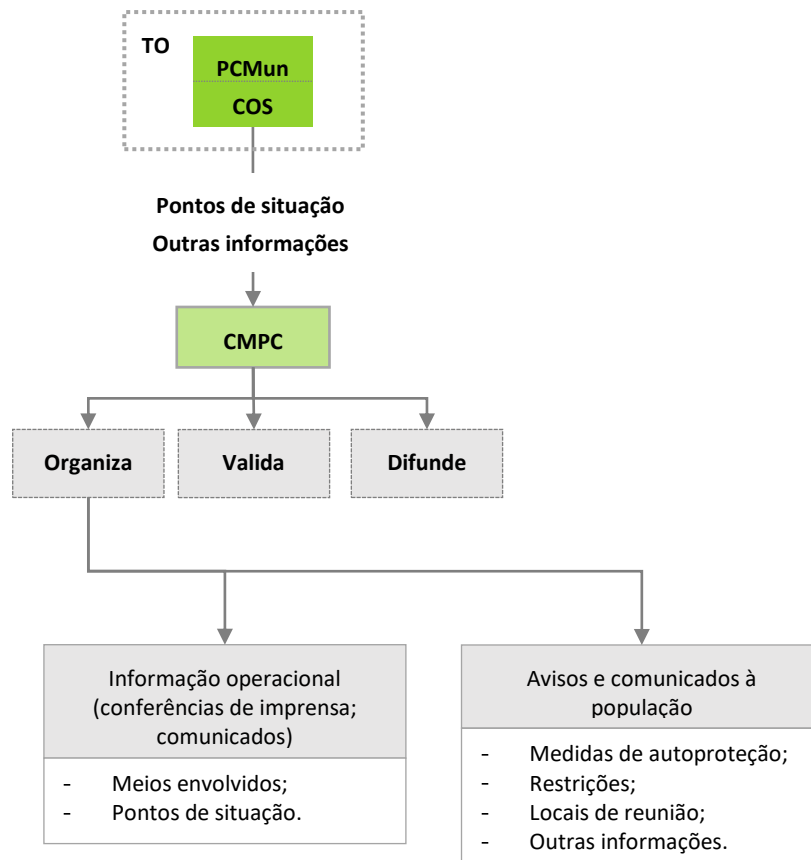 TO
PCMun
COS
Pontos de situação
Outras informações
CMPC
Organiza
Valida
Difunde
Informação operacional
(conferências de imprensa;
comunicados)
- Meios envolvidos;
- Pontos de situação.
Avisos e comunicados à
população
- Medidas de autoproteção;
- Restrições;
- Locais de reunião;
- Outras informações.